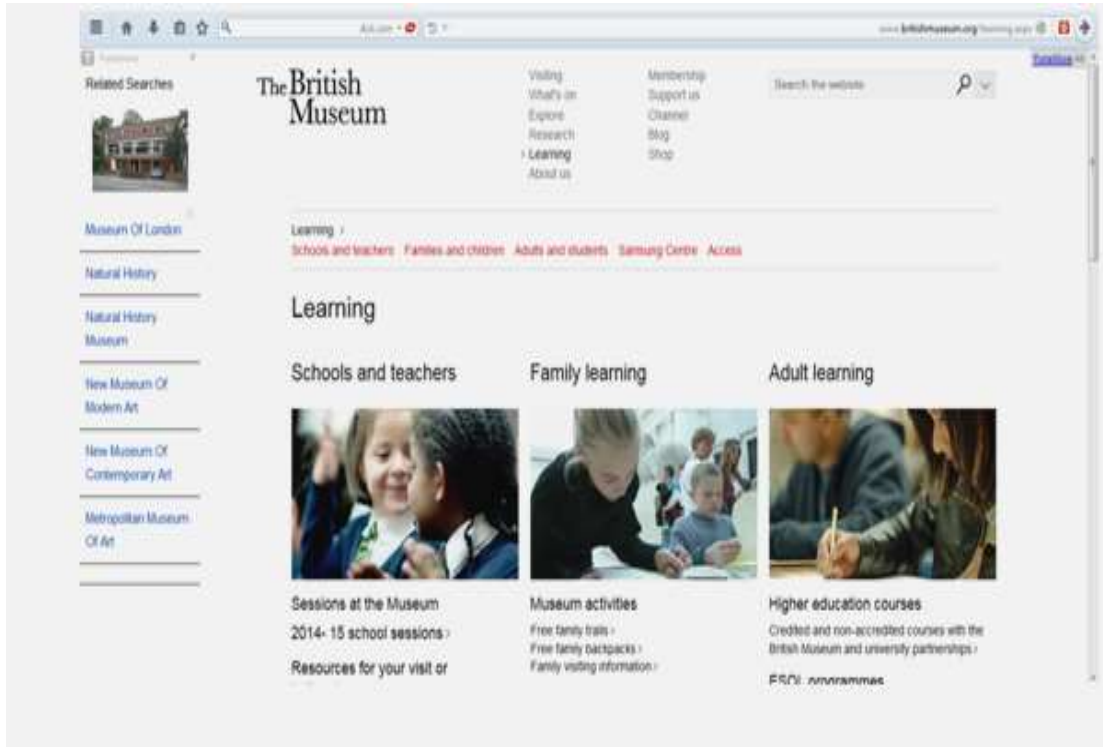 Ask.com
www.britishmuseum.org
Related Searches
Museum Of London
Natural History
Natural History
Museum
New Museum Of
Modern Art
New Museum Of
Contemporary Art
Metropolitan Museum
Of Art
The British
Museum
Visiting
What's on
Explore
Research
› Learning
About us
Membership
Support us
Channel
Blog
Shop
Search the website
Learning ›
Schools and teachers Families and children Adults and students Samsung Centre Access
Learning
Schools and teachers
Sessions at the Museum
2014- 15 school sessions ›
Resources for your visit or
Family learning
Museum activities
Free family trails ›
Free family backpacks ›
Family visiting information ›
Adult learning
Higher education courses
Credited and non-accredited courses with the
British Museum and university partnerships ›
ESOL programmes